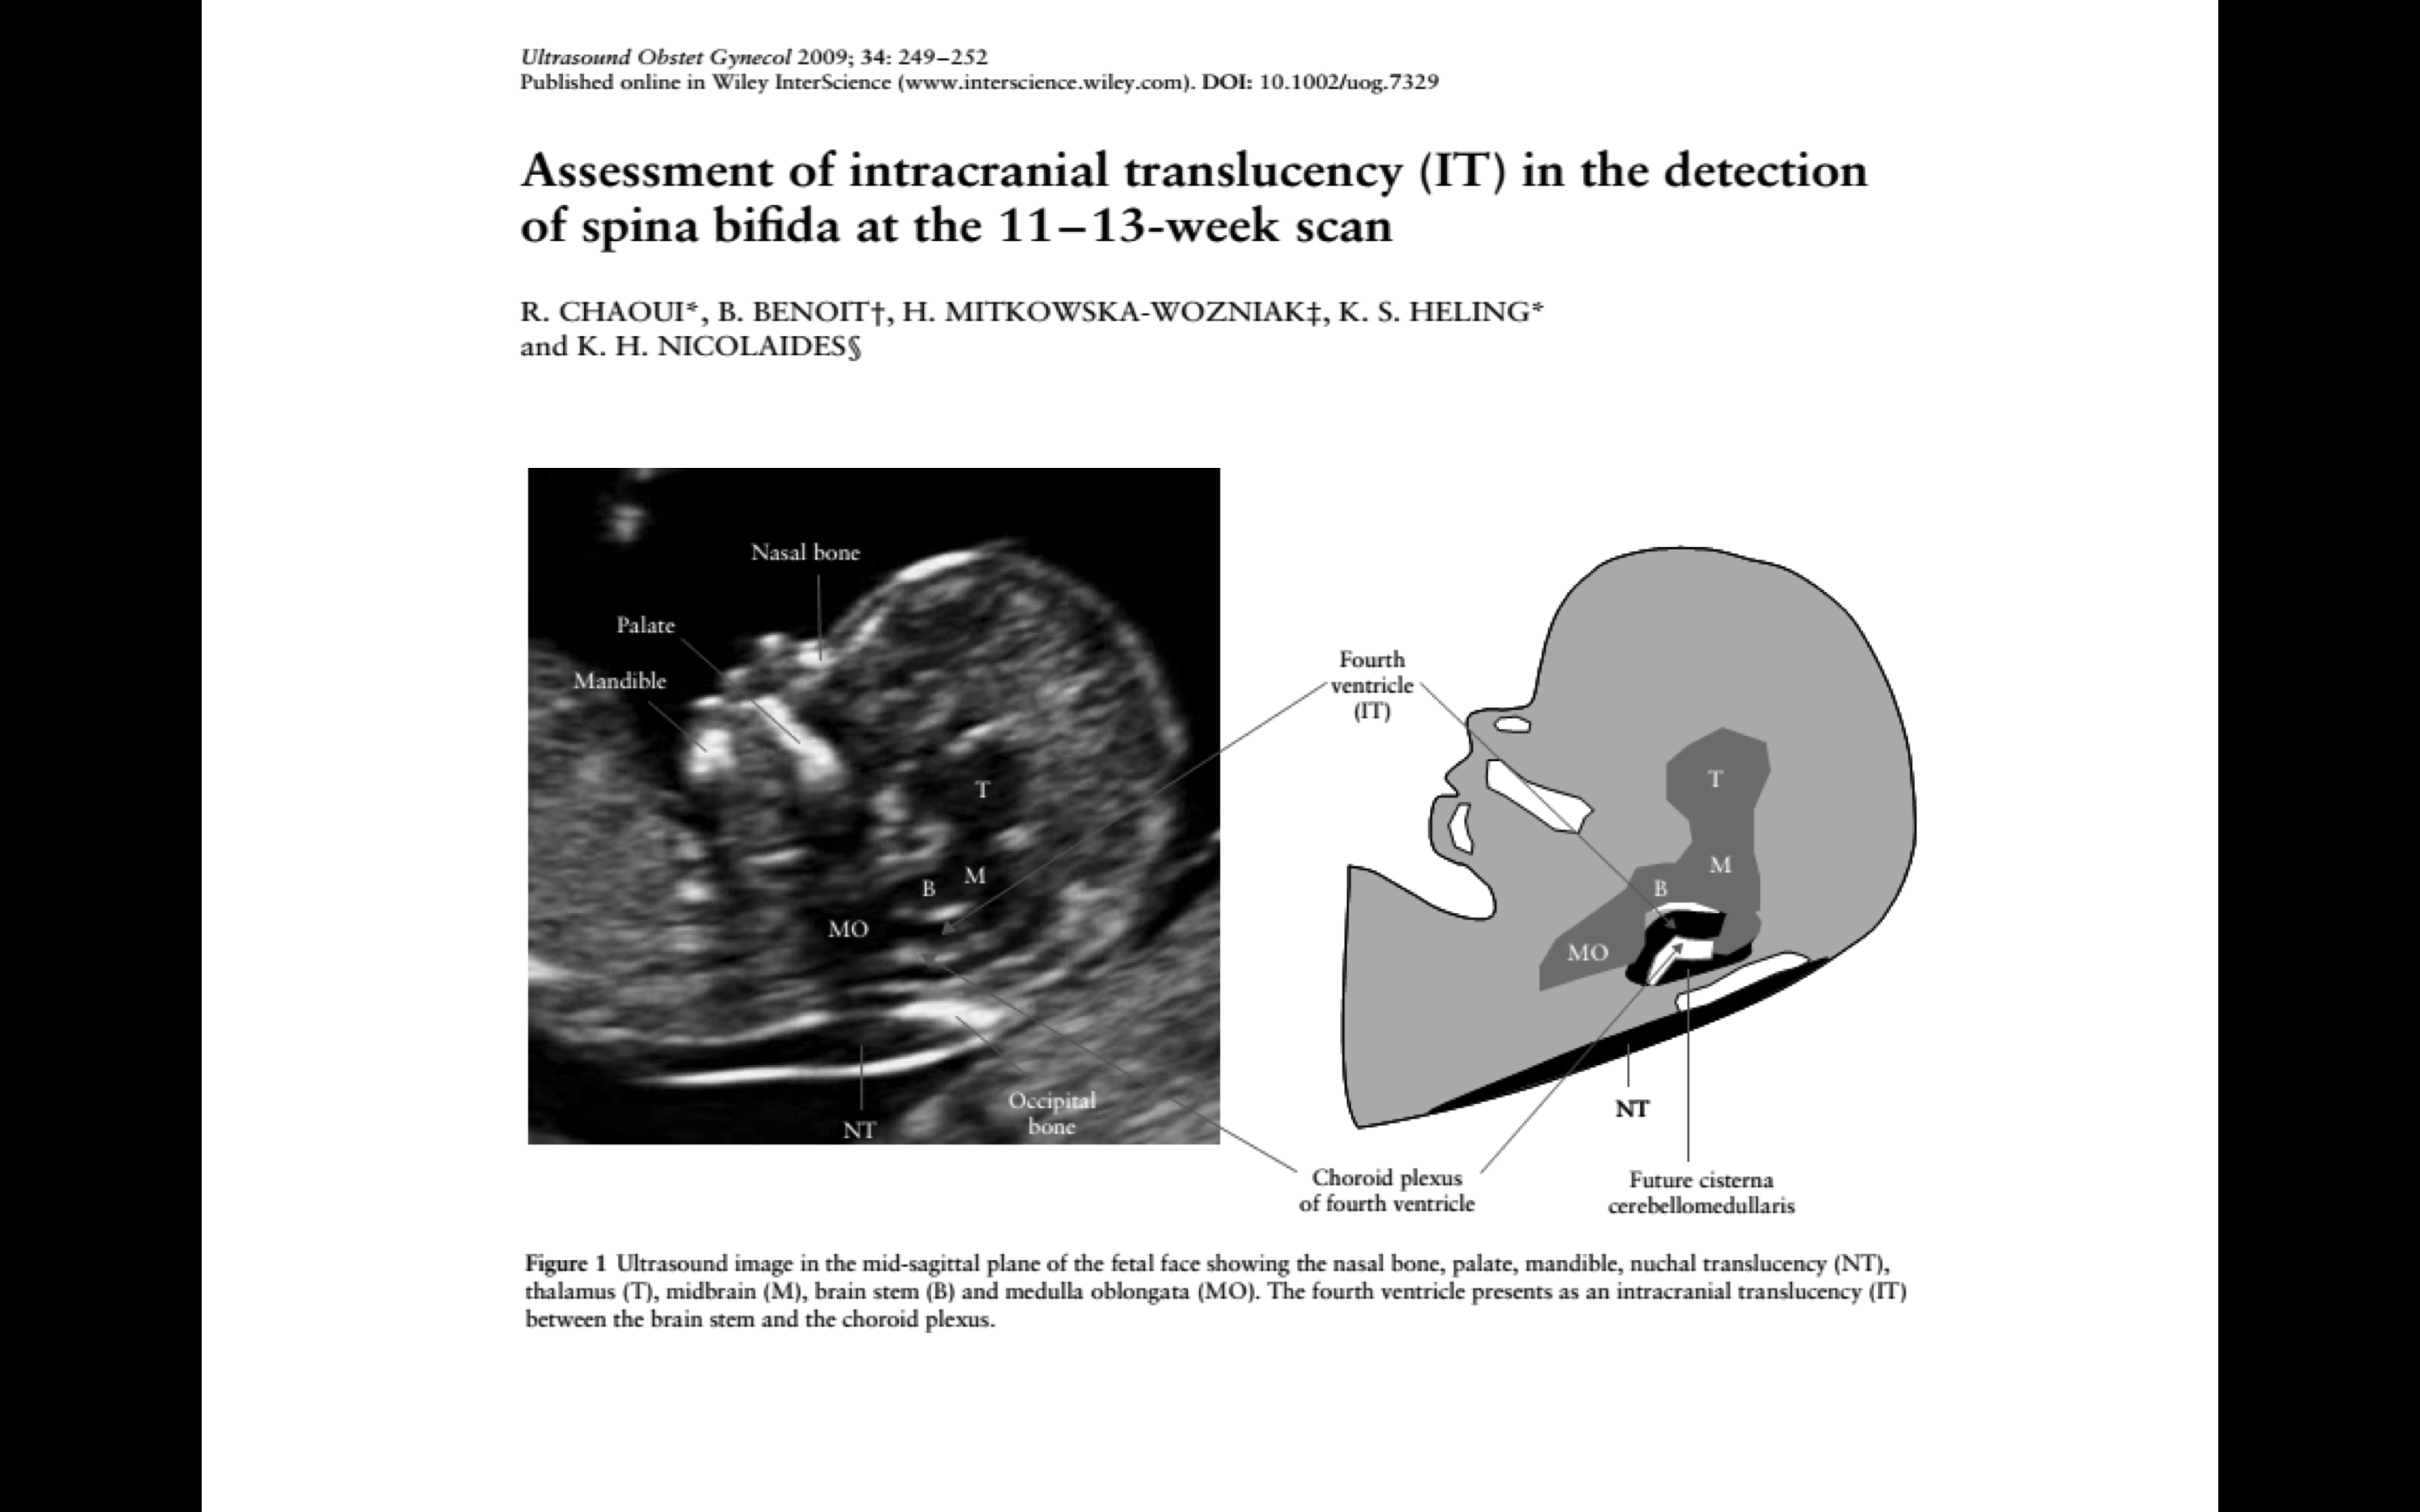 Ultrasound Obstet Gynecol 2009; 34: 249–252
Published online in Wiley InterScience (www.interscience.wiley.com). DOI: 10.1002/uog.7329
Assessment of intracranial translucency (IT) in the detection
of spina bifida at the 11–13-week scan
R. CHAOUI*, B. BENOIT†, H. MITKOWSKA-WOZNIAK‡, K. S. HELING*
and K. H. NICOLAIDES§
Nasal bone
Palate
Mandible
T
M
B
MO
NT
Occipital
bone
Fourth
ventricle
(IT)
T
M
B
MO
NT
Choroid plexus
of fourth ventricle
Future cisterna
cerebellomedullaris
Figure 1 Ultrasound image in the mid-sagittal plane of the fetal face showing the nasal bone, palate, mandible, nuchal translucency (NT),
thalamus (T), midbrain (M), brain stem (B) and medulla oblongata (MO). The fourth ventricle presents as an intracranial translucency (IT)
between the brain stem and the choroid plexus.